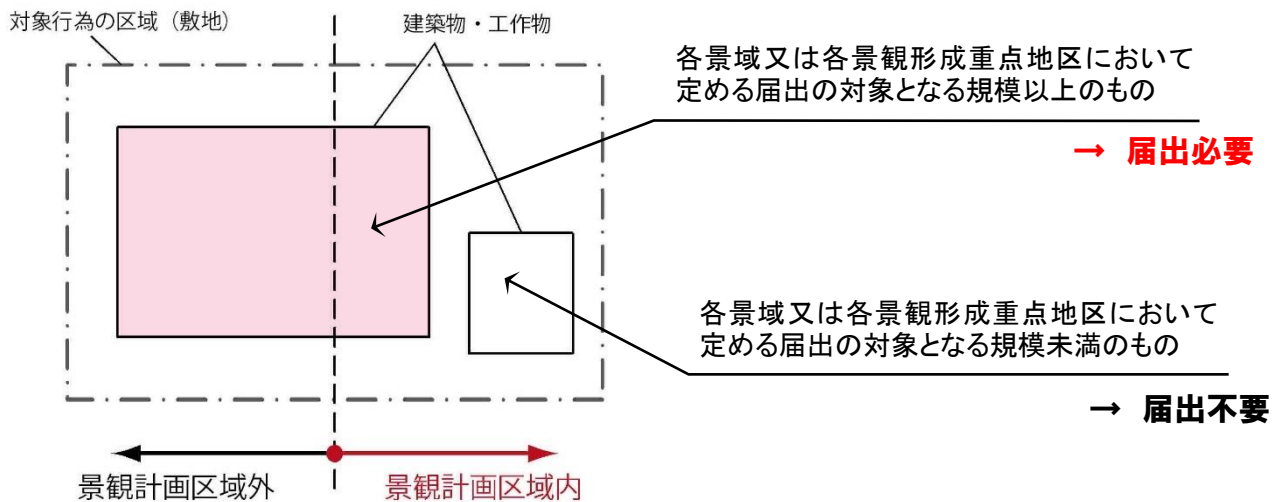 対象行為の区域（敷地）
建築物・工作物
各景域又は各景観形成重点地区において
定める届出の対象となる規模以上のもの
→ 届出必要
各景域又は各景観形成重点地区において
定める届出の対象となる規模未満のもの
→ 届出不要
景観計画区域外
景観計画区域内